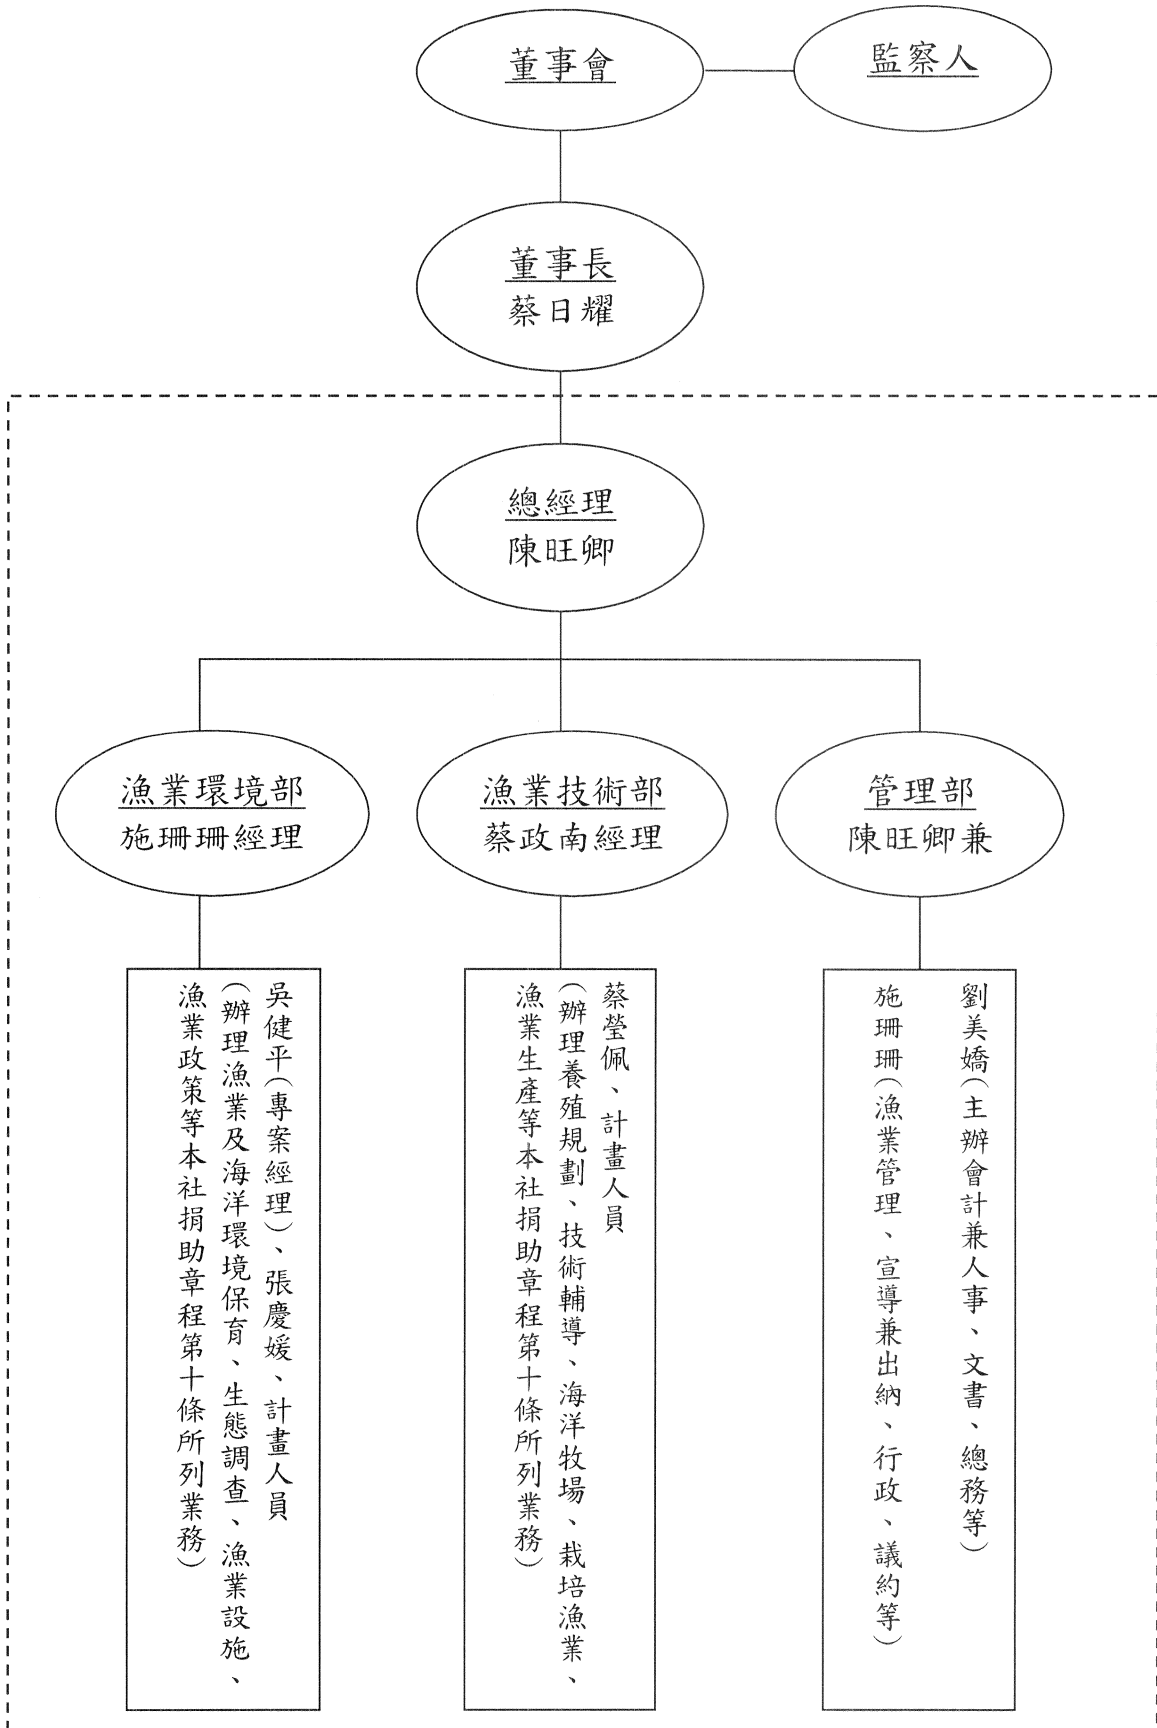 董事會
監察人
董事長
蔡日耀
總經理
陳旺卿
漁業環境部
施珊珊經理
漁業技術部
蔡政南經理
管理部
陳旺卿兼
吳健平(專案經理)、張慶媛、計畫人員
(辦理漁業及海洋環境保育、生態調查、漁業設施、
漁業政策等本社捐助章程第十條所列業務)
蔡瑩佩、計畫人員
(辦理養殖規劃、技術輔導、海洋牧場、栽培漁業、
漁業生產等本社捐助章程第十條所列業務)
劉美嬌(主辦會計兼人事、文書、總務等)
施珊珊(漁業管理、宣導兼出納、行政、議約等)